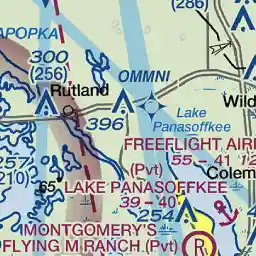 APOPKA
(286)
300
(256)
OMMNI
Rutland
396
Wild
Lake
Panasoffkee
FREEFLIGHT AIR
(Pvt)
55 - 41 12
257
210)
65
LAKE PANASOFFKEE
Colem
39 - 40
254
MONTGOMERY'S
FLYING M RANCH (Pvt)
R